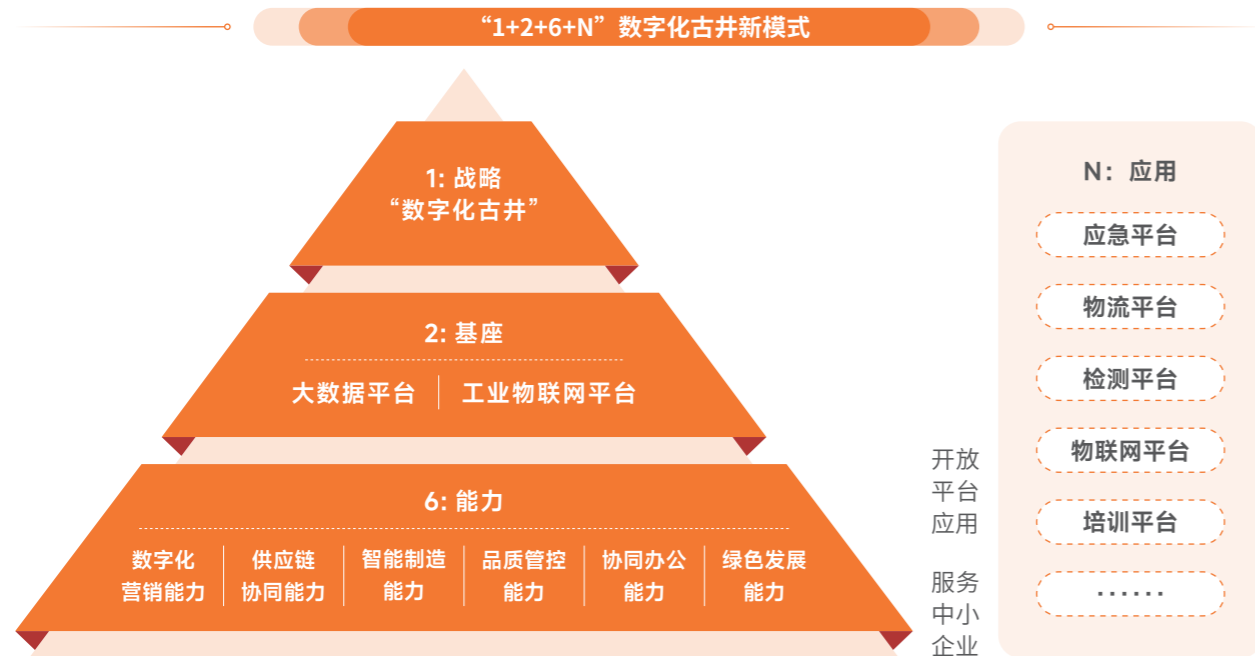 “1+2+6+N”数字化古井新模式
1: 战略
“数字化古井”
2: 基座
大数据平台
工业物联网平台
6: 能力
数字化
营销能力
供应链
协同能力
智能制造
能力
品质管控
能力
协同办公
能力
绿色发展
能力
开放
平台
应用
服务
中小
企业
N：应用
应急平台
物流平台
检测平台
物联网平台
培训平台
······